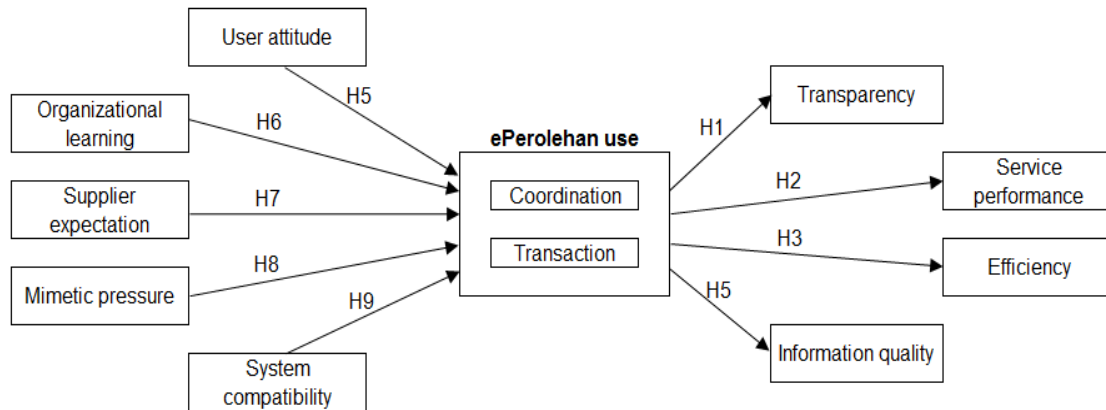 User attitude
H5
Organizational
learning
H6
Supplier
expectation
H7
Mimetic pressure
H8
System
compatibility
H9
ePerolehan use
Coordination
Transaction
H1
Transparency
H2
Service
performance
H3
Efficiency
H5
Information quality